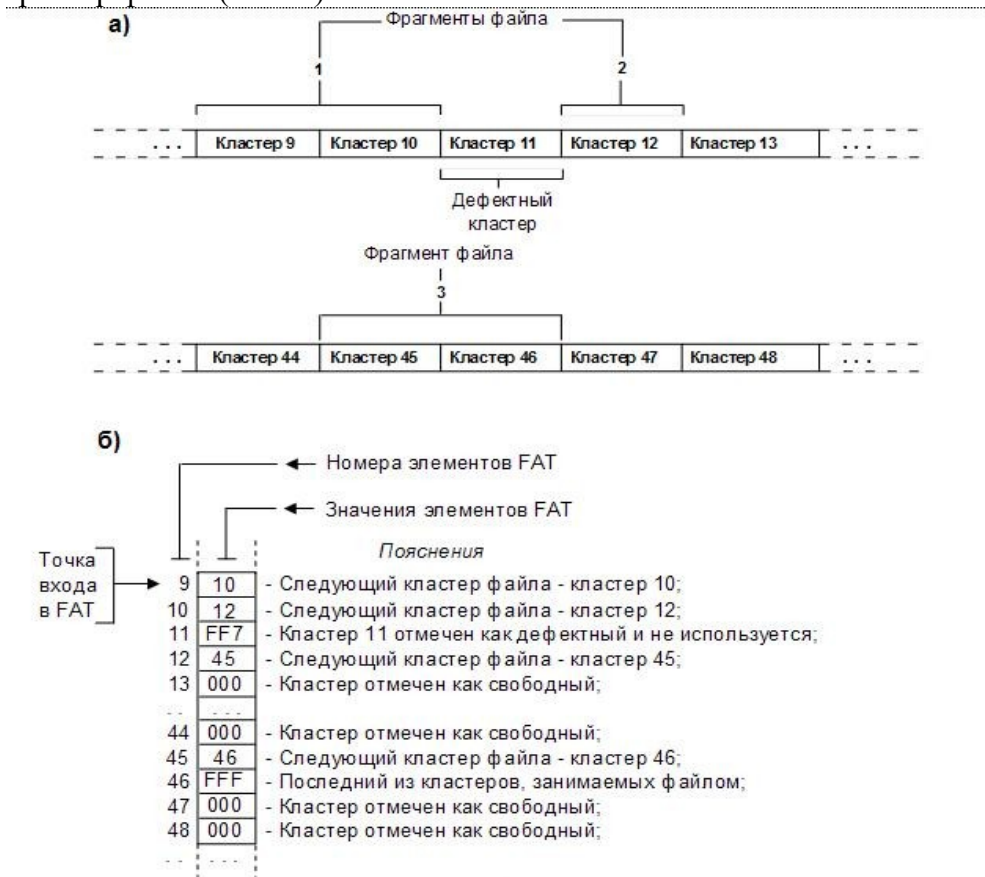 а)
Фрагменты файла
1 2
... Кластер 9 Кластер 10 Кластер 11 Кластер 12 Кластер 13 ...
Дефектный
кластер
Фрагмент файла
3
... Кластер 44 Кластер 45 Кластер 46 Кластер 47 Кластер 48 ...
б)
Номера элементов FAT
Значения элементов FAT
Пояснения
Точка
входа
в FAT
9 10 - Следующий кластер файла - кластер 10;
10 12 - Следующий кластер файла - кластер 12;
11 FF7 - Кластер 11 отмечен как дефектный и не используется;
12 45 - Следующий кластер файла - кластер 45;
13 000 - Кластер отмечен как свободный;
.. ...
44 000 - Кластер отмечен как свободный;
45 46 - Следующий кластер файла - кластер 46;
46 FFF - Последний из кластеров, занимаемых файлом;
47 000 - Кластер отмечен как свободный;
48 000 - Кластер отмечен как свободный;
.. ...